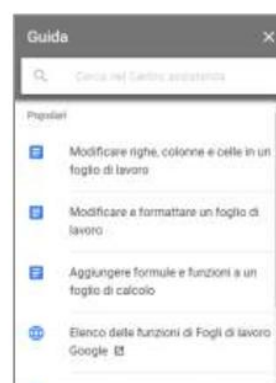 Guida
Cerca nel Centro assistenza
Popolari
Modificare righe, colonne e celle in un
foglio di lavoro
Modificare e formattare un foglio di
lavoro
Aggiungere formule e funzioni a un
foglio di calcolo
Elenco delle funzioni di Fogli di lavoro
Google